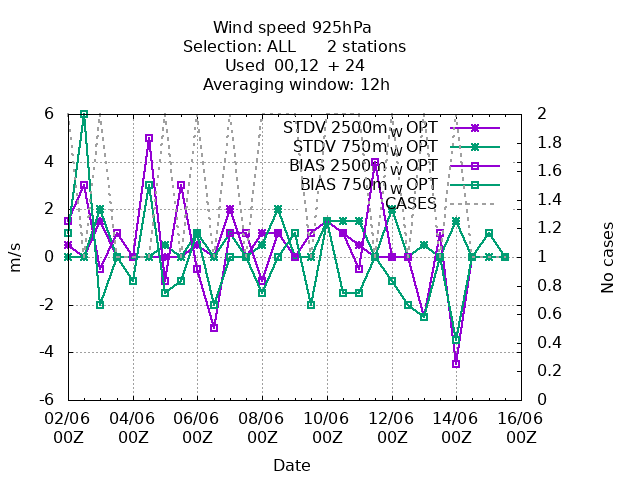 Wind speed 925hPa
Selection: ALL 2 stations
Used 00,12 + 24
Averaging window: 12h
6
4
2
0
-2
-4
-6
2
1.8
1.6
1.4
1.2
1
0.8
0.6
0.4
0.2
0
STDV 2500m_W OPT
STDV 750m_W OPT
BIAS 2500m_W OPT
BIAS 750m_W OPT
CASES
m/s
No cases
02/06 04/06 06/06 08/06 10/06 12/06 14/06 16/06
00Z 00Z 00Z 00Z 00Z 00Z 00Z 00Z
Date